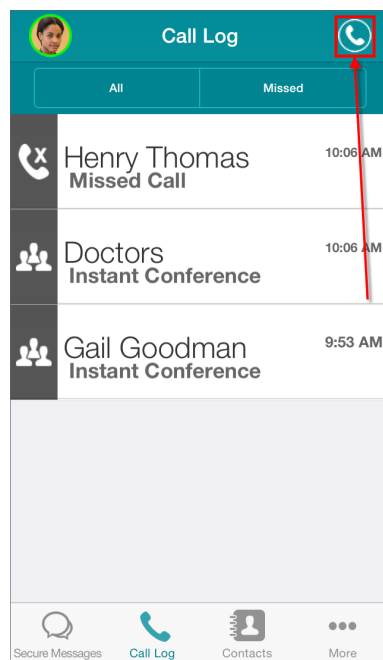 Call Log
All Missed
Henry Thomas 10:06 AM
Missed Call
Doctors 10:06 AM
Instant Conference
Gail Goodman 9:53 AM
Instant Conference
Secure Messages Call Log Contacts More